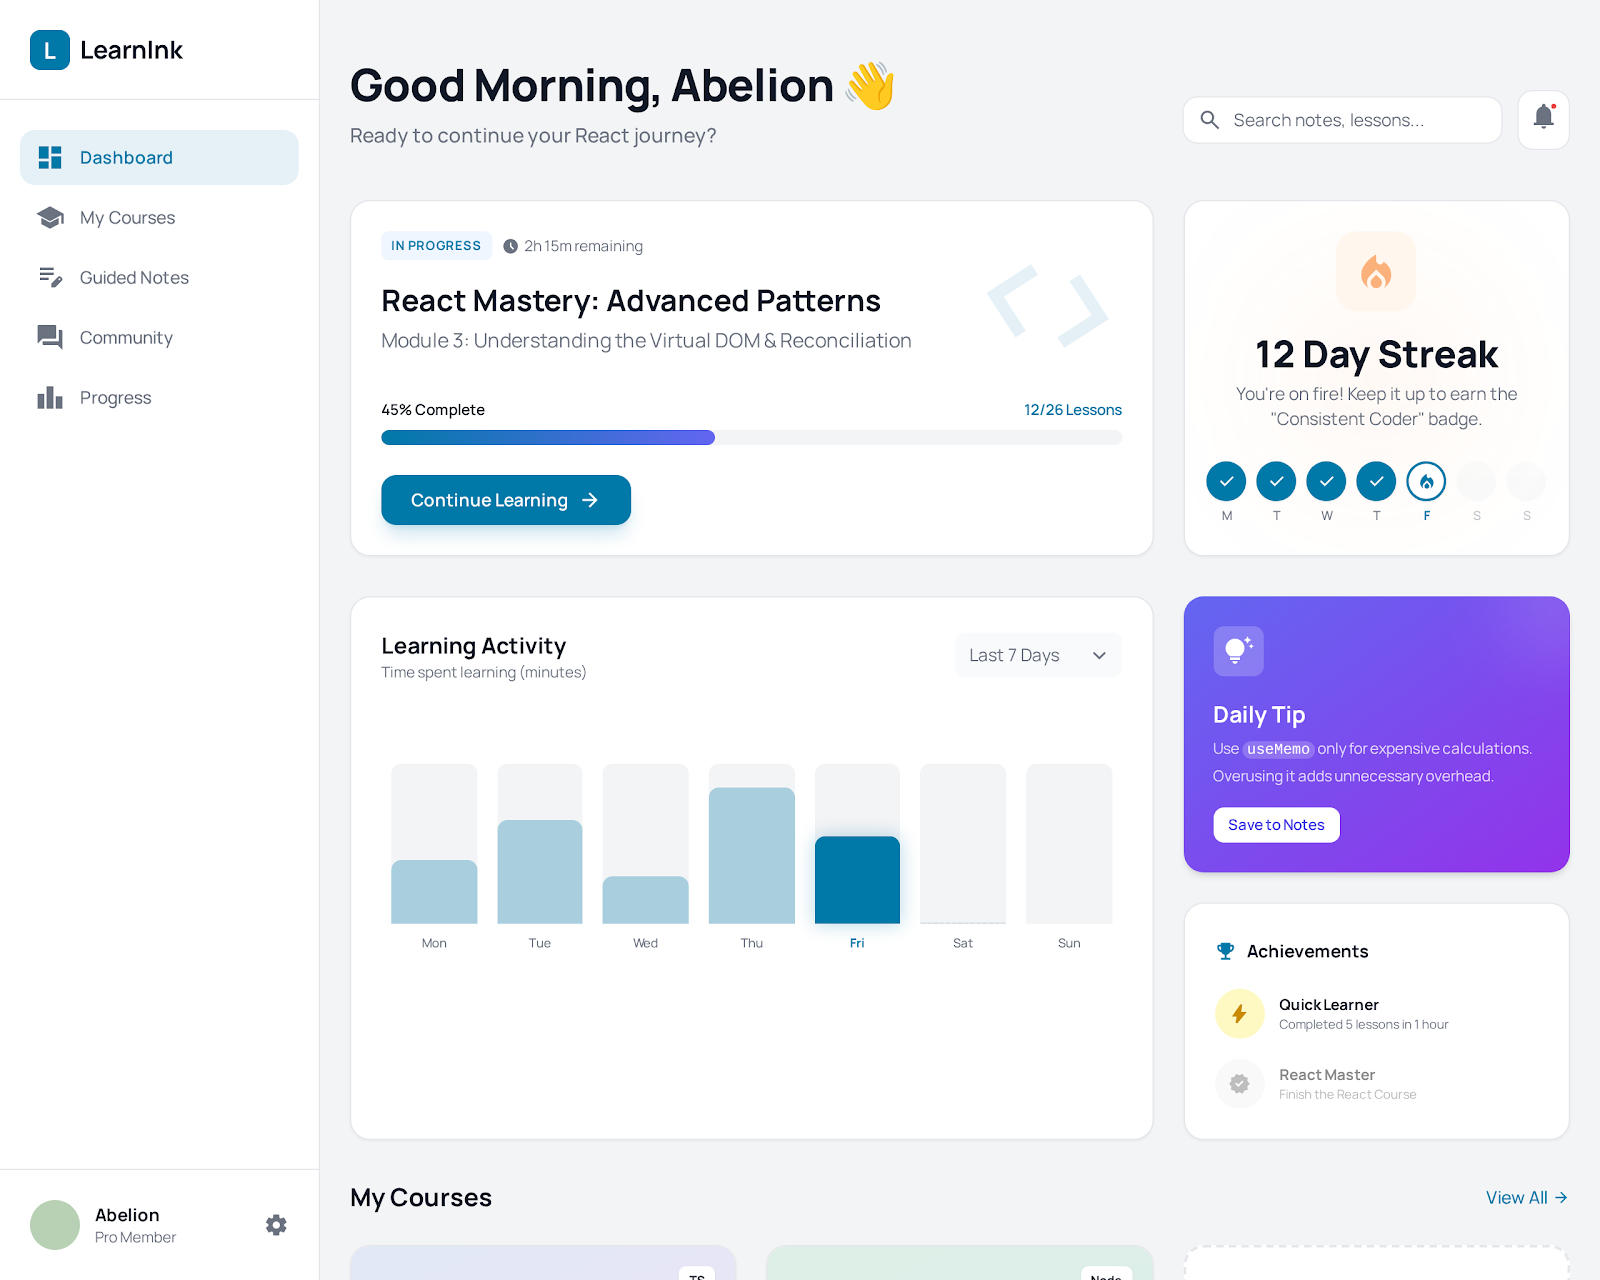 L LearnInk
Dashboard
My Courses
Guided Notes
Community
Progress
Abelion
Pro Member
Good Morning, Abelion 👋
Ready to continue your React journey?
Search notes, lessons...
IN PROGRESS 2h 15m remaining
React Mastery: Advanced Patterns
Module 3: Understanding the Virtual DOM & Reconciliation
45% Complete 12/26 Lessons
Continue Learning →
12 Day Streak
You're on fire! Keep it up to earn the
"Consistent Coder" badge.
M T W T F S S
Learning Activity
Time spent learning (minutes)
Last 7 Days
Mon Tue Wed Thu Fri Sat Sun
Daily Tip
Use useMemo only for expensive calculations.
Overusing it adds unnecessary overhead.
Save to Notes
Achievements
Quick Learner
Completed 5 lessons in 1 hour
React Master
Finish the React Course
My Courses
View All →
TS
Node